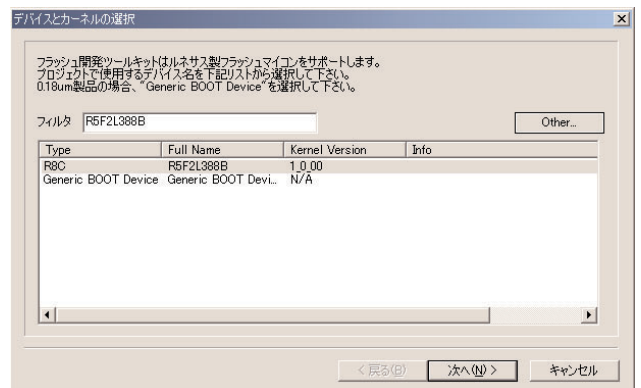 デバイスとカーネルの選択
フラッシュ開発ツールキットはルネサス製フラッシュマイコンをサポートします。
プロジェクトで使用するデバイス名を下記リストから選択して下さい。
0.18um製品の場合、"Generic BOOT Device"を選択して下さい。
フィルタ R5F2L388B Other...
Type Full Name Kernel Version Info
R8C R5F2L388B 1_0_00
Generic BOOT Device Generic BOOT Devi... N/A
< 戻る(B) 次へ(N) > キャンセル